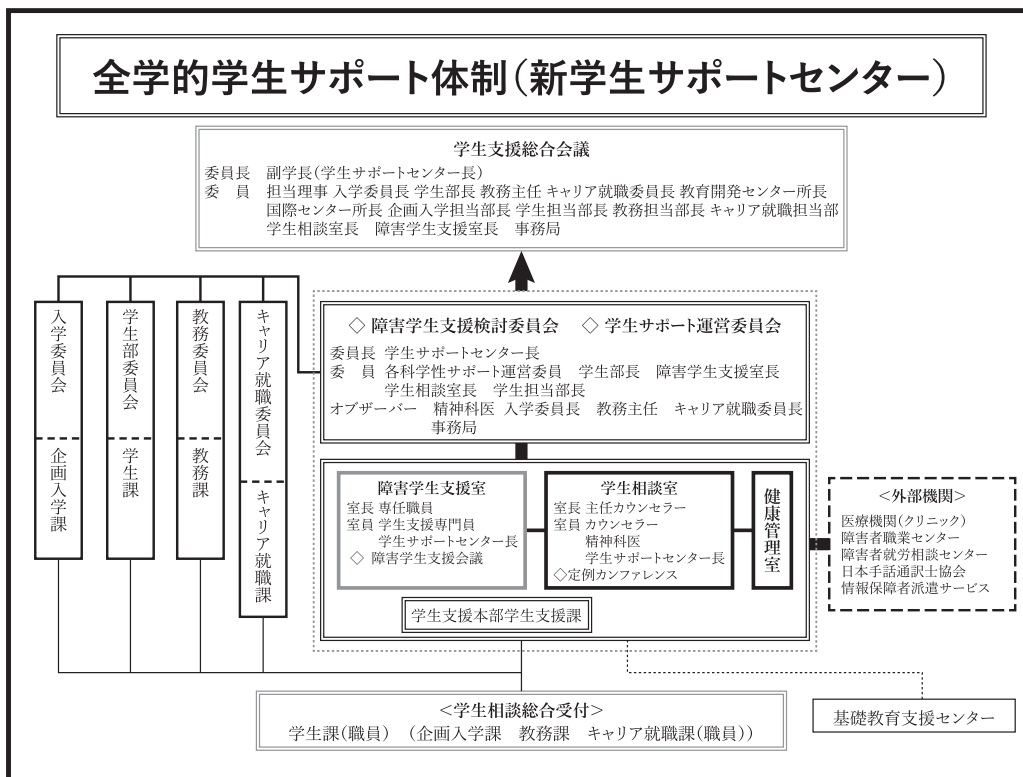 全学的学生サポート体制(新学生サポートセンター)
学生支援総合会議
委員長 副学長(学生サポートセンター長)
委 員 担当理事 入学委員長 学生部長 教務主任 キャリア就職委員長 教育開発センター所長
国際センター所長 企画入学担当部長 学生担当部長 教務担当部長 キャリア就職担当部
学生相談室長 障害学生支援室長 事務局
入学委員会
企画入学課
学生部委員会
学生課
教務委員会
教務課
キャリア就職委員会
キャリア就職課
◇ 障害学生支援検討委員会 ◇ 学生サポート運営委員会
委員長 学生サポートセンター長
委 員 各科学性サポート運営委員 学生部長 障害学生支援室長
学生相談室長 学生担当部長
オブザーバー 精神科医 入学委員長 教務主任 キャリア就職委員長
事務局
障害学生支援室
室長 専任職員
室員 学生支援専門員
学生サポートセンター長
◇ 障害学生支援会議
学生相談室
室長 主任カウンセラー
室員 カウンセラー
精神科医
学生サポートセンター長
◇定例カンファレンス
健康管理室
学生支援本部学生支援課
<外部機関>
医療機関(クリニック)
障害者職業センター
障害者就労相談センター
日本手話通訳士協会
情報保障者派遣サービス
<学生相談総合受付>
学生課(職員) (企画入学課 教務課 キャリア就職課(職員))
基礎教育支援センター